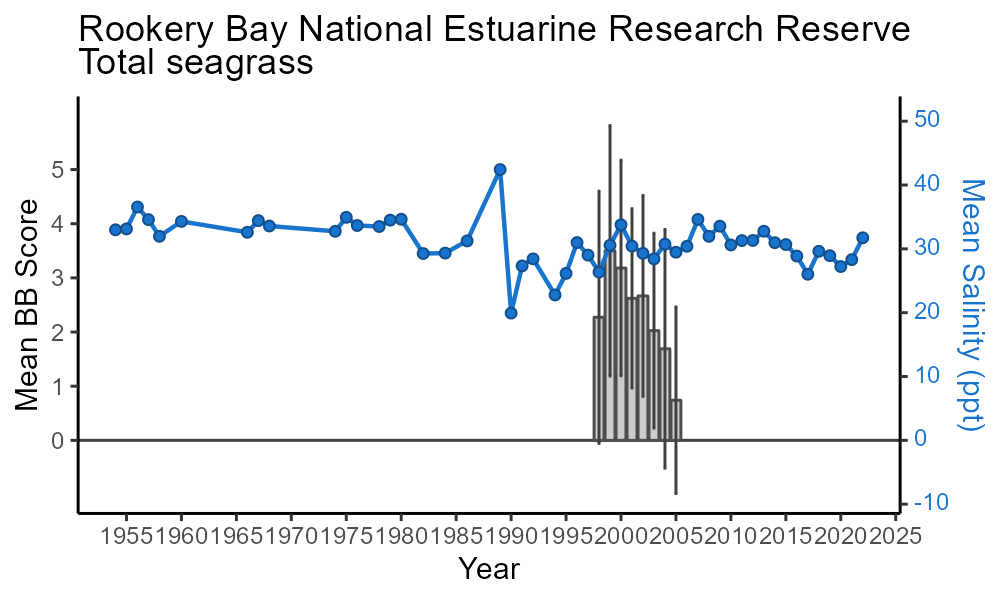 Rookery Bay National Estuarine Research Reserve
Total seagrass
Mean BB Score
5
4
3
2
1
0
50
40
30
20
10
0
-10
Mean Salinity (ppt)
1955 1960 1965 1970 1975 1980 1985 1990 1995 2000 2005 2010 2015 2020 2025
Year